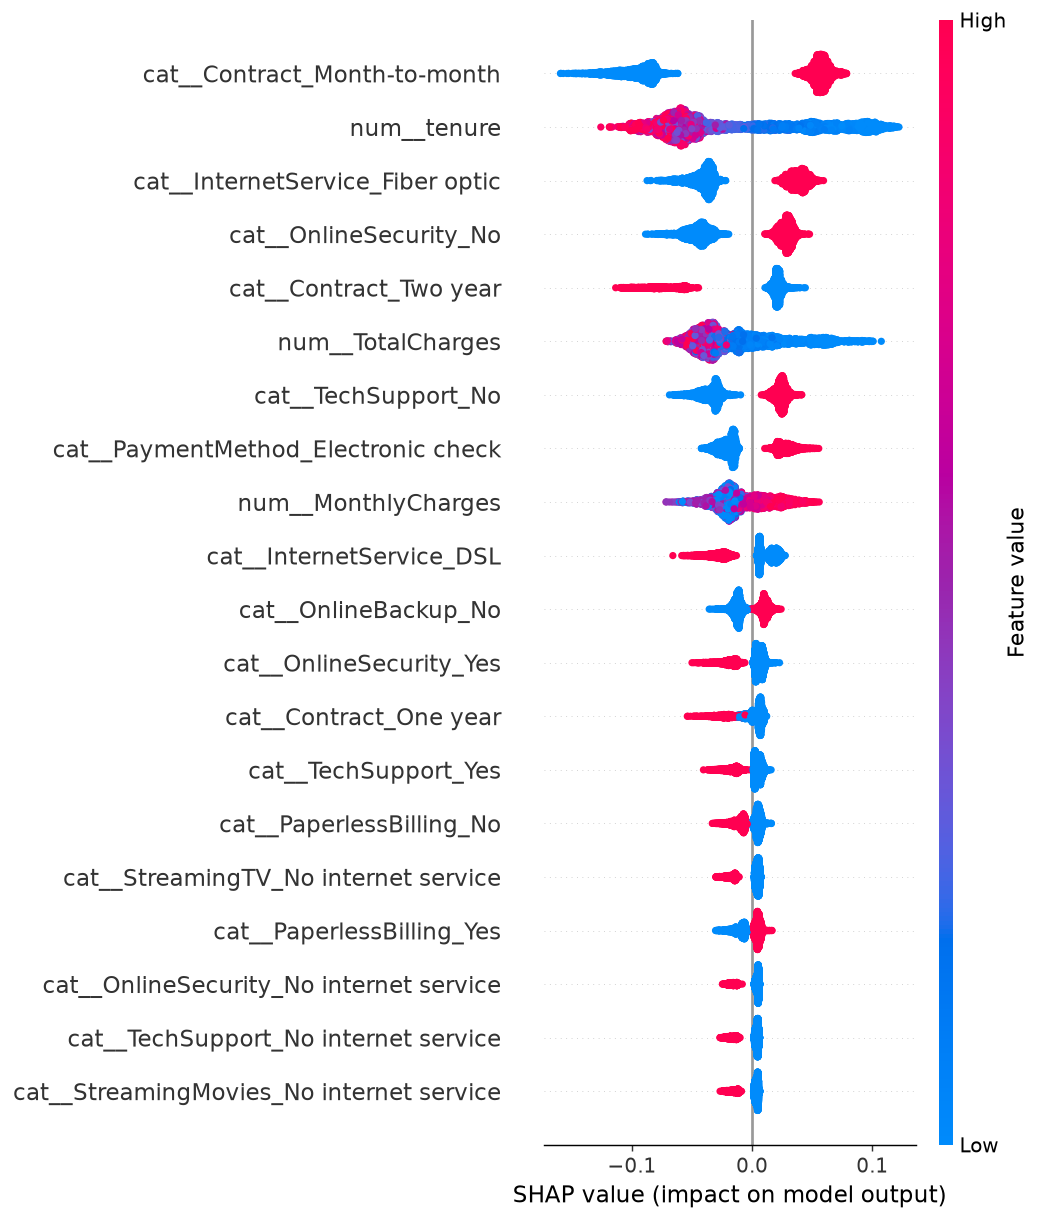 High
cat__Contract_Month-to-month
num__tenure
cat__InternetService_Fiber optic
cat__OnlineSecurity_No
cat__Contract_Two year
num__TotalCharges
cat__TechSupport_No
cat__PaymentMethod_Electronic check
num__MonthlyCharges
cat__InternetService_DSL
cat__OnlineBackup_No
cat__OnlineSecurity_Yes
cat__Contract_One year
cat__TechSupport_Yes
cat__PaperlessBilling_No
cat__StreamingTV_No internet service
cat__PaperlessBilling_Yes
cat__OnlineSecurity_No internet service
cat__TechSupport_No internet service
cat__StreamingMovies_No internet service
Feature value
Low
−0.1 0.0 0.1
SHAP value (impact on model output)